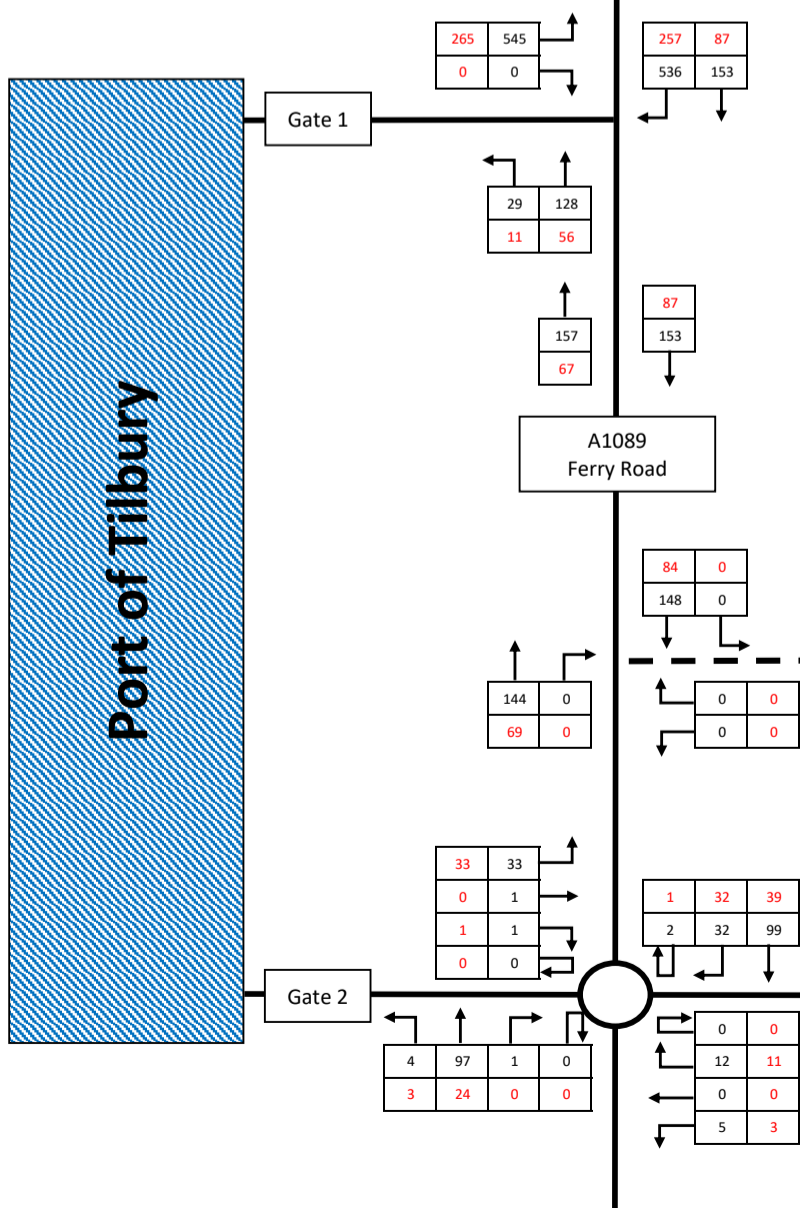 265 545
0 0
257 87
536 153
Gate 1
29 128
11 56
157
67
87
153
A1089
Ferry Road
Port of Tilbury
84 0
148 0
144 0
69 0
0 0
0 0
33 33
0 1
1 1
0 0
1 32 39
2 32 99
Gate 2
4 97 1 0
3 24 0 0
0 0
12 11
0 0
5 3